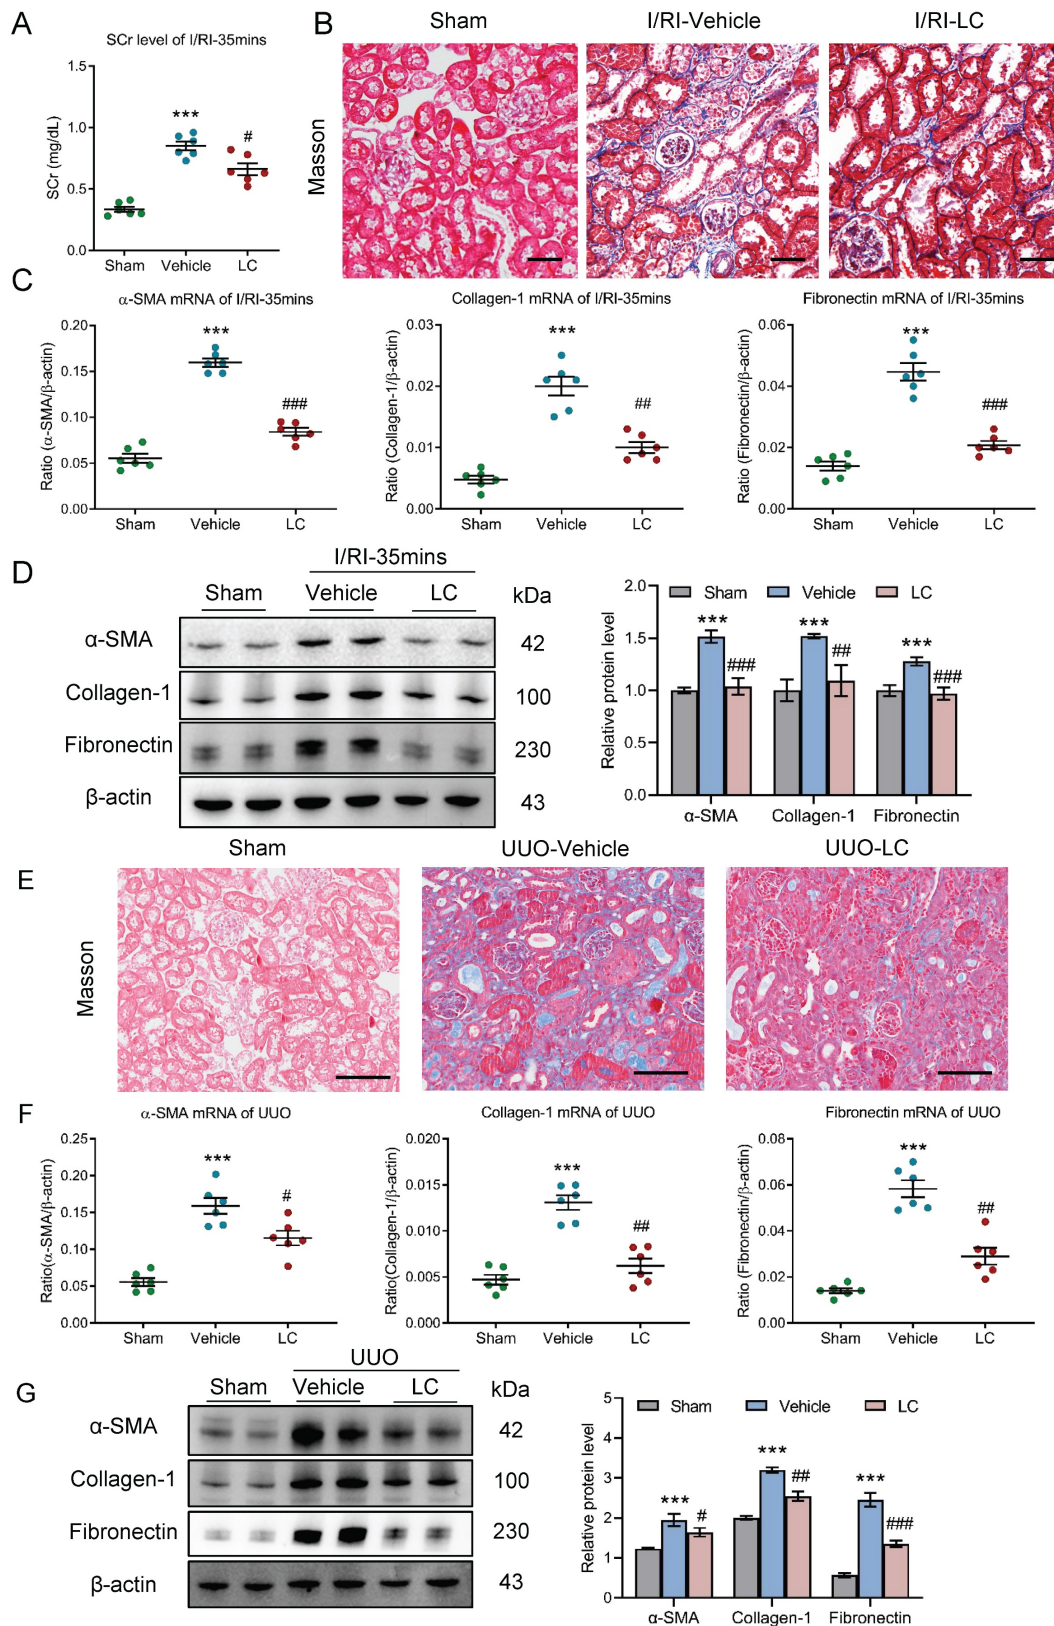 A
SCr level of I/RI-35mins
SCr (mg/dL)
1.5
1.0
0.5
0.0
***
#
Sham Vehicle LC
B
Sham I/RI-Vehicle I/RI-LC
Masson
C
α-SMA mRNA of I/RI-35mins
Ratio (α-SMA/β-actin)
0.20
0.15
0.10
0.05
0.00
***
###
Sham Vehicle LC
Collagen-1 mRNA of I/RI-35mins
Ratio (Collagen-1/β-actin)
0.03
0.02
0.01
0.00
***
##
Sham Vehicle LC
Fibronectin mRNA of I/RI-35mins
Ratio (Fibronectin/β-actin)
0.06
0.04
0.02
0.00
***
###
Sham Vehicle LC
D
I/RI-35mins
Sham Vehicle LC kDa
α-SMA 42
Collagen-1 100
Fibronectin 230
β-actin 43
Relative protein level
2.0
1.5
1.0
0.5
0.0
Sham Vehicle LC
*** ### *** ## *** ###
α-SMA Collagen-1 Fibronectin
E
Sham UUO-Vehicle UUO-LC
Masson
F
α-SMA mRNA of UUO
Ratio(α-SMA/β-actin)
0.25
0.20
0.15
0.10
0.05
0.00
***
#
Sham Vehicle LC
Collagen-1 mRNA of UUO
Ratio(Collagen-1/β-actin)
0.020
0.015
0.010
0.005
0.000
***
##
Sham Vehicle LC
Fibronectin mRNA of UUO
Ratio (Fibronectin/β-actin)
0.08
0.06
0.04
0.02
0.00
***
##
Sham Vehicle LC
G
UUO
Sham Vehicle LC kDa
α-SMA 42
Collagen-1 100
Fibronectin 230
β-actin 43
Relative protein level
5
4
3
2
1
0
Sham Vehicle LC
*** # *** ## *** ###
α-SMA Collagen-1 Fibronectin